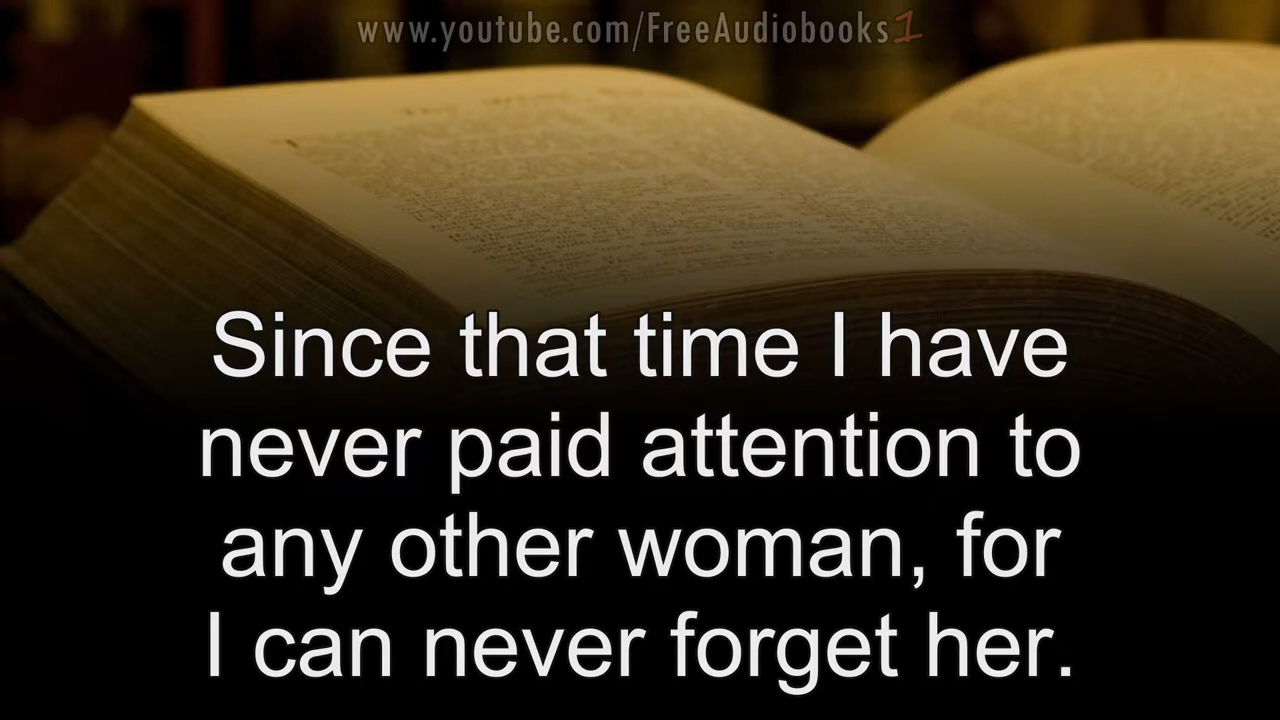 www.youtube.com/FreeAudiobooks1
Since that time I have
never paid attention to
any other woman, for
I can never forget her.